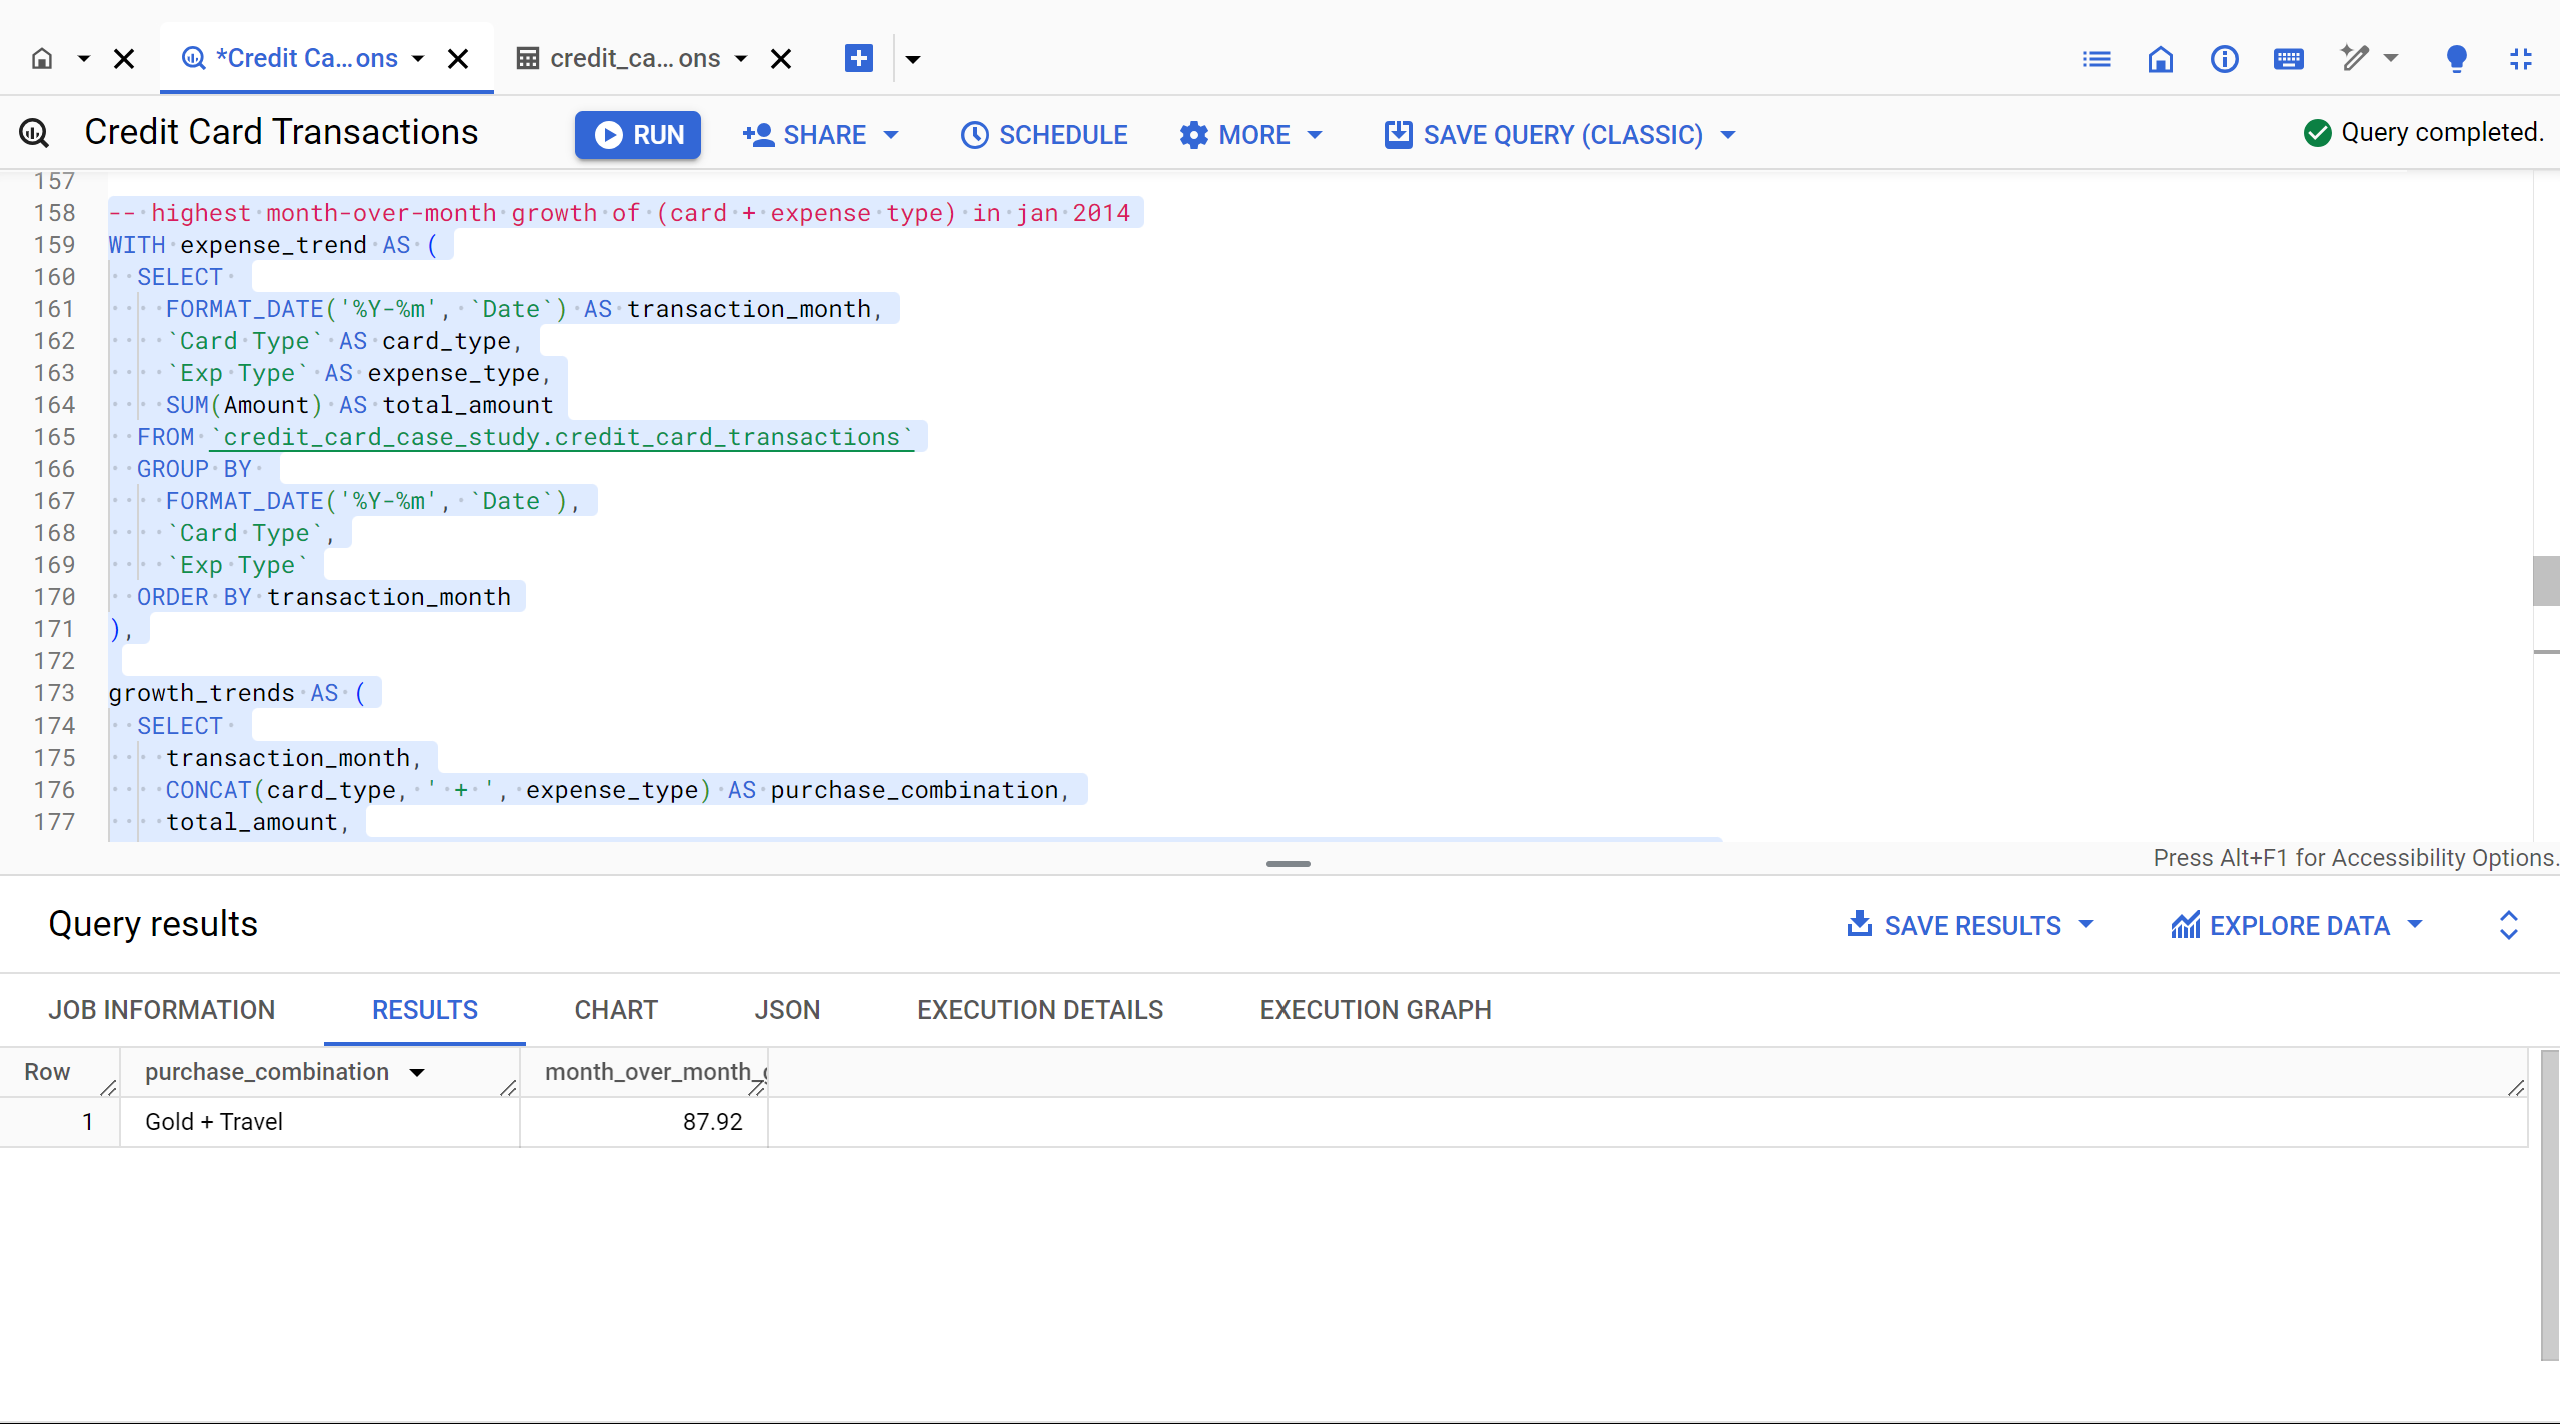 *Credit Ca...ons credit_ca...ons
Credit Card Transactions RUN SHARE SCHEDULE MORE SAVE QUERY (CLASSIC) Query completed.
157
158 -- highest month-over-month growth of (card + expense type) in jan 2014
159 WITH expense_trend AS (
160 SELECT
161 FORMAT_DATE('%Y-%m', `Date`) AS transaction_month,
162 `Card Type` AS card_type,
163 `Exp Type` AS expense_type,
164 SUM(Amount) AS total_amount
165 FROM `credit_card_case_study.credit_card_transactions`
166 GROUP BY
167 FORMAT_DATE('%Y-%m', `Date`),
168 `Card Type`,
169 `Exp Type`
170 ORDER BY transaction_month
171 ),
172
173 growth_trends AS (
174 SELECT
175 transaction_month,
176 CONCAT(card_type, ' + ', expense_type) AS purchase_combination,
177 total_amount,
Press Alt+F1 for Accessibility Options.
Query results SAVE RESULTS EXPLORE DATA
JOB INFORMATION RESULTS CHART JSON EXECUTION DETAILS EXECUTION GRAPH
Row purchase_combination month_over_month_
1 Gold + Travel 87.92